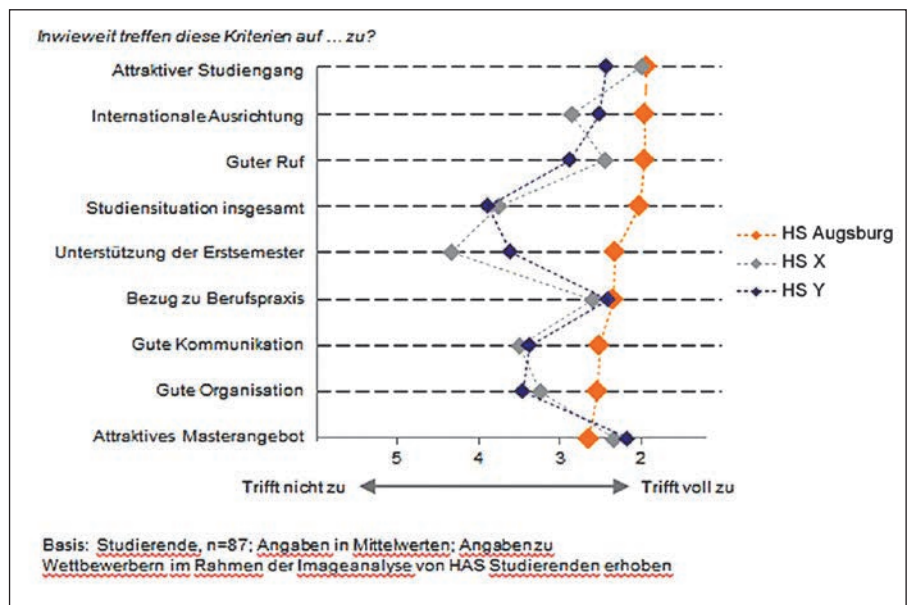 Inwieweit treffen diese Kriterien auf ... zu?
Attraktiver Studiengang
Internationale Ausrichtung
Guter Ruf
Studiensituation insgesamt
Unterstützung der Erstsemester
Bezug zu Berufspraxis
Gute Kommunikation
Gute Organisation
Attraktives Masterangebot
HS Augsburg
HS X
HS Y
5 4 3 2
Trifft nicht zu Trifft voll zu
Basis: Studierende, n=87; Angaben in Mittelwerten; Angaben zu
Wettbewerbern im Rahmen der Imageanalyse von HAS Studierenden erhoben